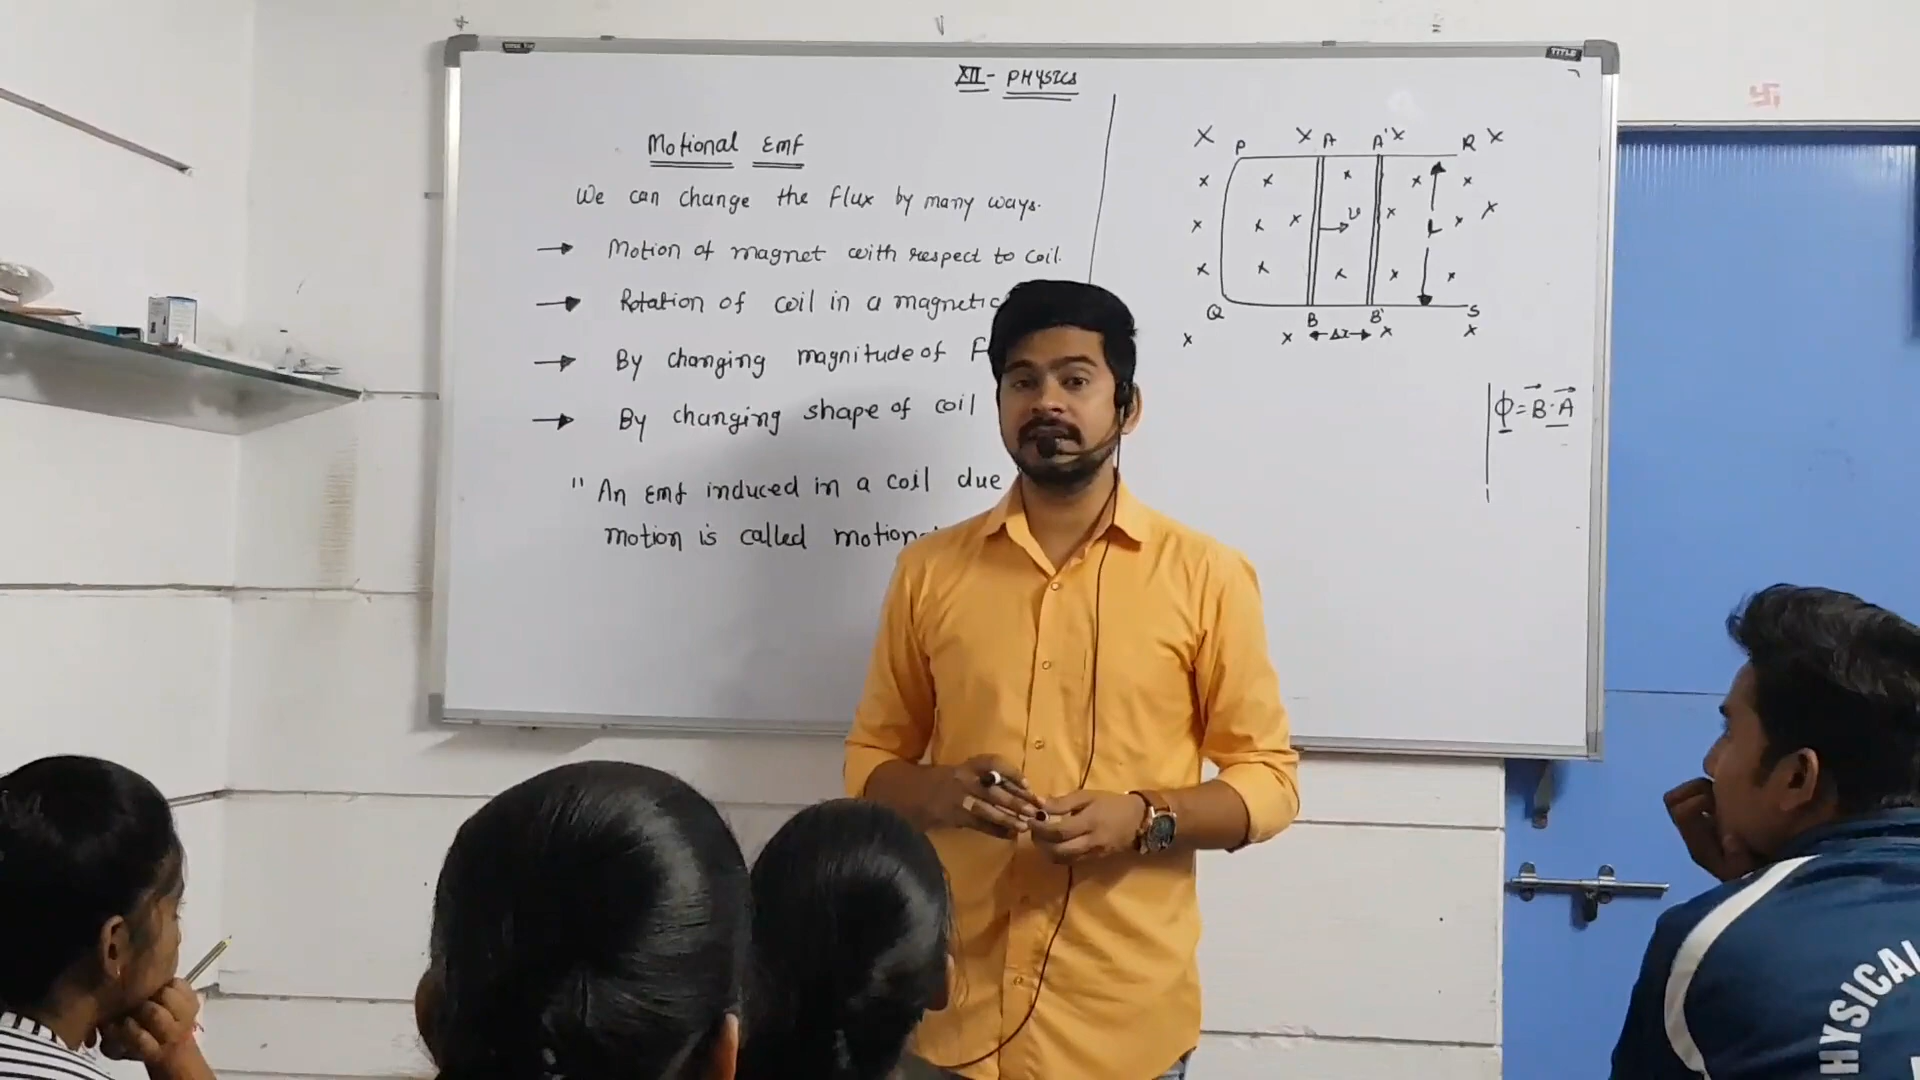 XII - PHYSICS
Motional Emf
We can change the flux by many ways.
→ Motion of magnet with respect to coil.
→ Rotation of coil in a magnetic
→ By changing magnitude of
→ By changing shape of coil
" An Emf induced in a coil due
motion is called
X P X A A' X R X
x x x x x
x x x υ x L x x
x x x x x
Q B B' S
x x Δx x x
Φ = B · A
TITLE
HYSICAL